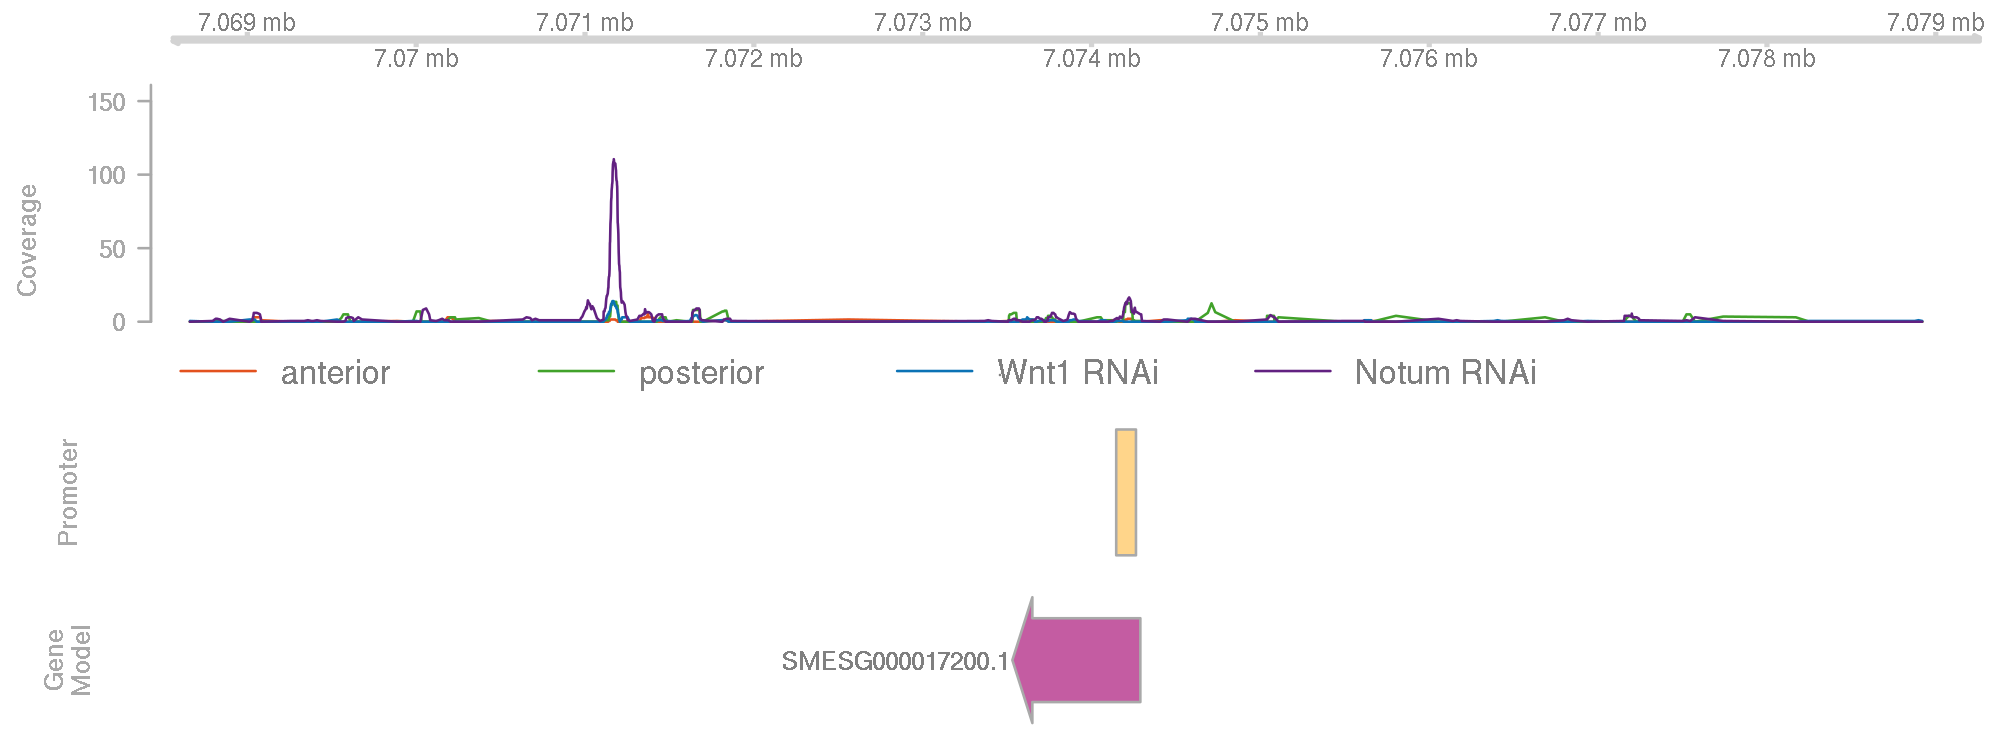 7.069 mb 7.071 mb 7.073 mb 7.075 mb 7.077 mb 7.079 mb
7.07 mb 7.072 mb 7.074 mb 7.076 mb 7.078 mb
150
100
50
0
Coverage
anterior posterior Wnt1 RNAi Notum RNAi
Promoter
Gene
Model
SMESG000017200.1